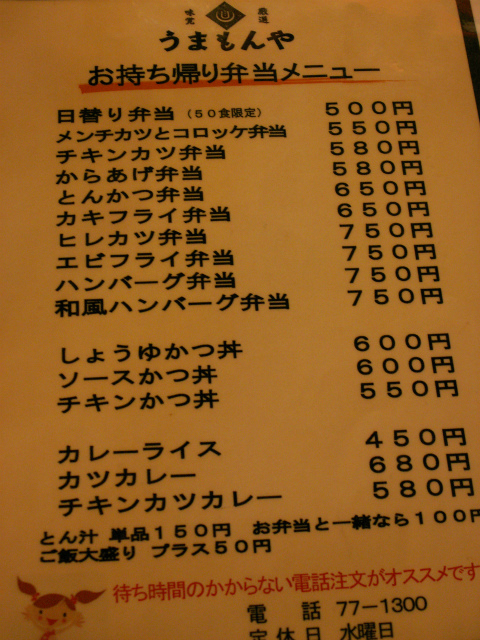 味覚 厳選
うまもんや
お持ち帰り弁当メニュー
日替り弁当（５０食限定） ５００円
メンチカツとコロッケ弁当 ５５０円
チキンカツ弁当 ５８０円
からあげ弁当 ５８０円
とんかつ弁当 ６５０円
カキフライ弁当 ６５０円
ヒレカツ弁当 ７５０円
エビフライ弁当 ７５０円
ハンバーグ弁当 ７５０円
和風ハンバーグ弁当 ７５０円
しょうゆかつ丼 ６００円
ソースかつ丼 ６００円
チキンかつ丼 ５５０円
カレーライス ４５０円
カツカレー ６８０円
チキンカツカレー ５８０円
とん汁 単品１５０円 お弁当と一緒なら１００円
ご飯大盛り プラス５０円
待ち時間のかからない電話注文がオススメです
電話 77－1300
定休日 水曜日